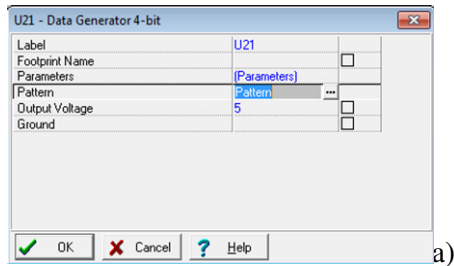 U21 - Data Generator 4-bit
Label U21
Footprint Name
Parameters (Parameters)
Pattern Pattern ...
Output Voltage 5
Ground
OK Cancel ? Help
a)